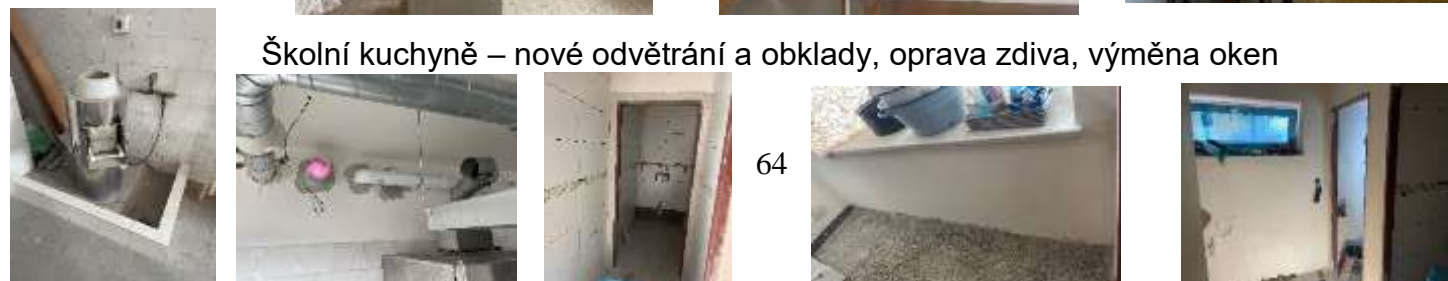 Školní kuchyně – nové odvětrání a obklady, oprava zdiva, výměna oken
64